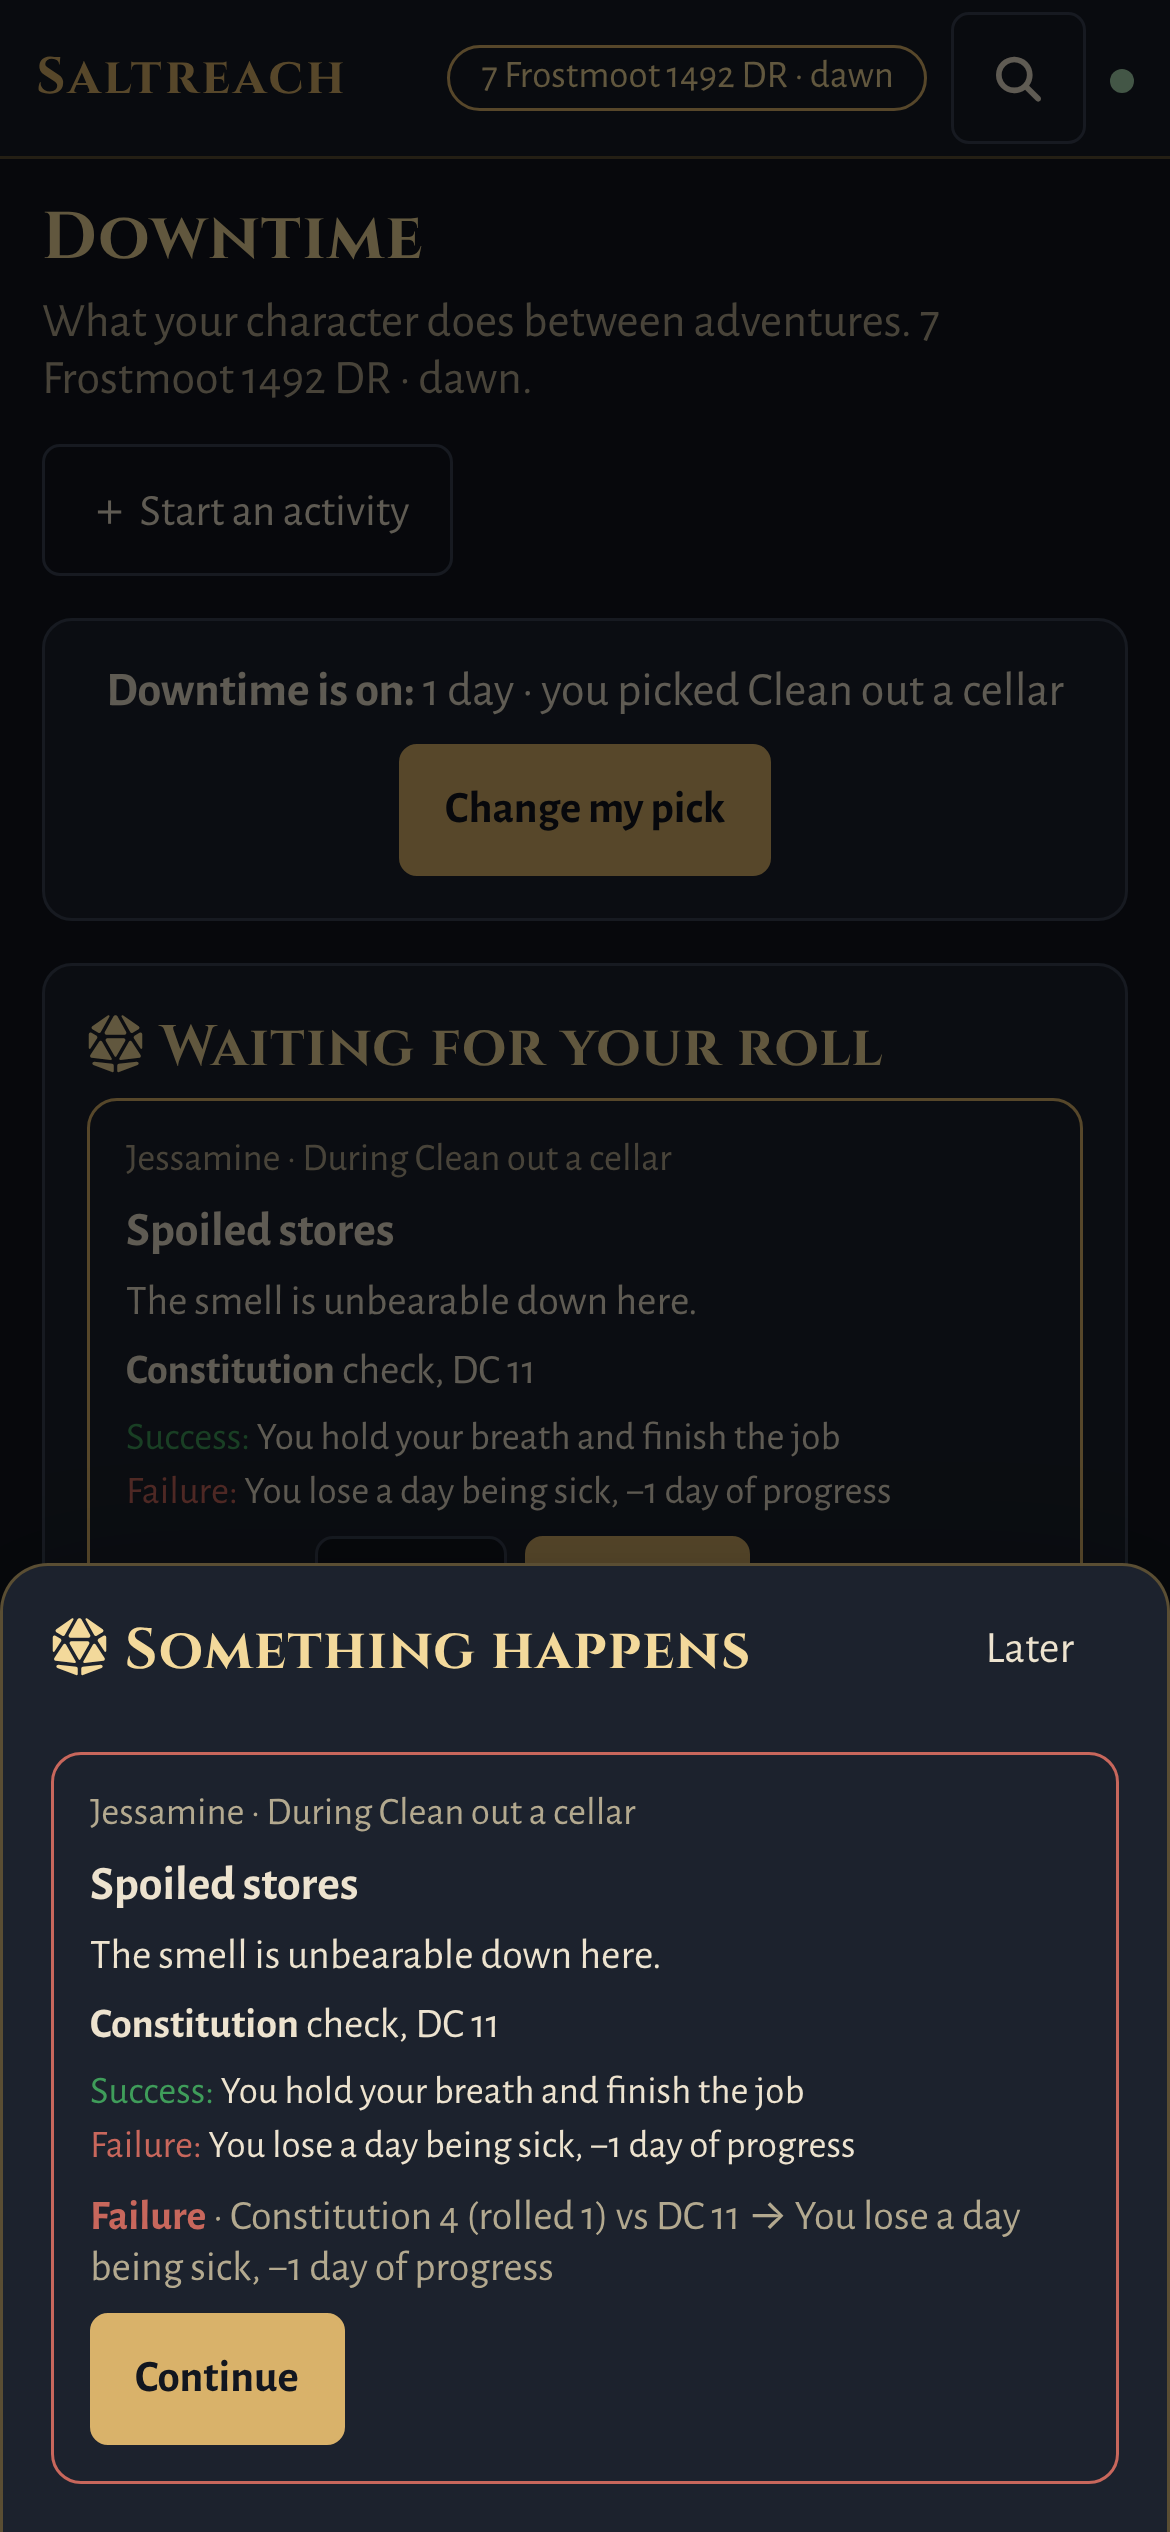 Saltreach
7 Frostmoot 1492 DR · dawn
Downtime
What your character does between adventures. 7
Frostmoot 1492 DR · dawn.
+ Start an activity
Downtime is on: 1 day · you picked Clean out a cellar
Change my pick
Waiting for your roll
Jessamine · During Clean out a cellar
Spoiled stores
The smell is unbearable down here.
Constitution check, DC 11
Success: You hold your breath and finish the job
Failure: You lose a day being sick, −1 day of progress
Something happens
Later
Jessamine · During Clean out a cellar
Spoiled stores
The smell is unbearable down here.
Constitution check, DC 11
Success: You hold your breath and finish the job
Failure: You lose a day being sick, −1 day of progress
Failure · Constitution 4 (rolled 1) vs DC 11 → You lose a day
being sick, −1 day of progress
Continue